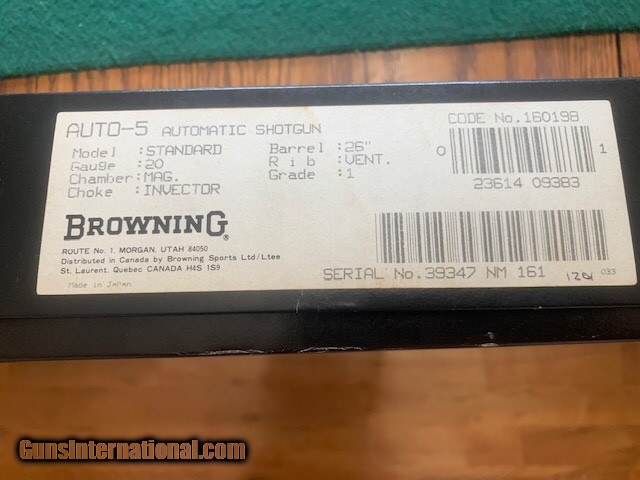 AUTO-5 AUTOMATIC SHOTGUN
CODE No.160198
Model :STANDARD
Barrel :26"
Gauge :20
Rib :VENT.
Chamber:MAG.
Grade :1
Choke :INVECTOR
0 1
23614 09383
BROWNING®
ROUTE No. 1, MORGAN, UTAH 84050
Distributed in Canada by Browning Sports Ltd/Ltee
St. Laurent, Quebec CANADA H4S 1S9
Made in Japan
SERIAL No.39347 NM 161
033
GunsInternational.com